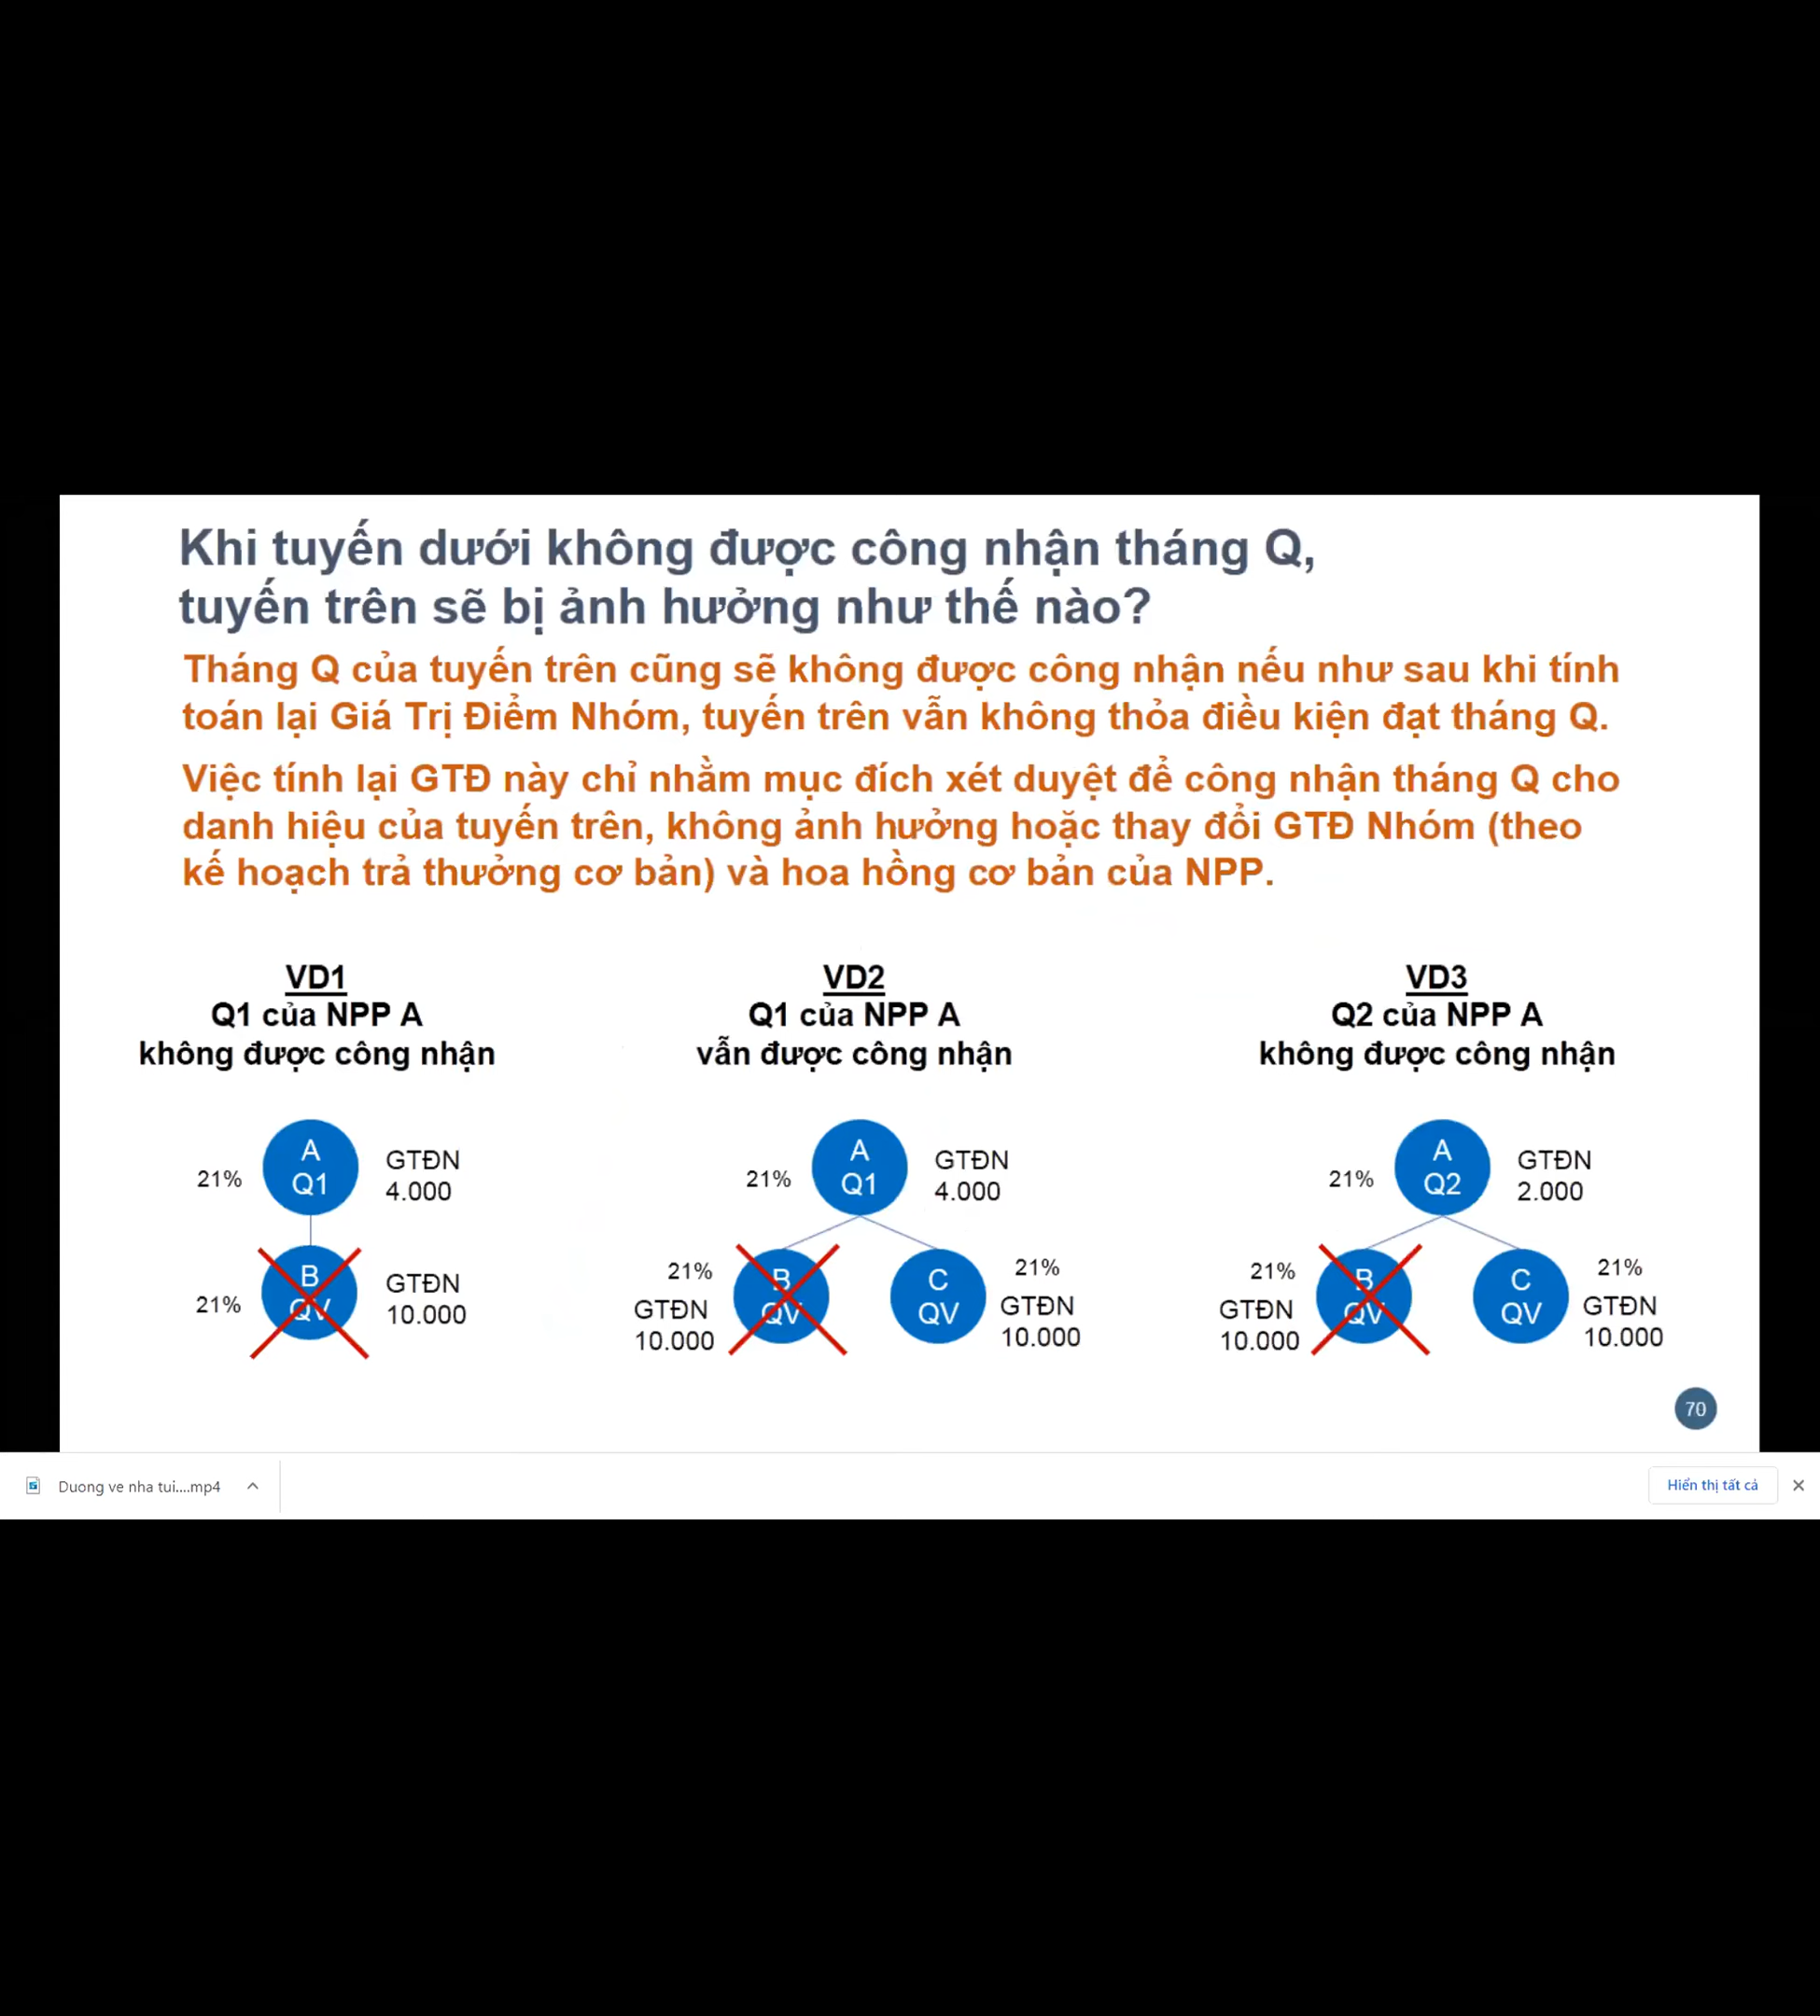 Khi tuyến dưới không được công nhận tháng Q,
tuyến trên sẽ bị ảnh hưởng như thế nào?
Tháng Q của tuyến trên cũng sẽ không được công nhận nếu như sau khi tính
toán lại Giá Trị Điểm Nhóm, tuyến trên vẫn không thỏa điều kiện đạt tháng Q.
Việc tính lại GTĐ này chỉ nhằm mục đích xét duyệt để công nhận tháng Q cho
danh hiệu của tuyến trên, không ảnh hưởng hoặc thay đổi GTĐ Nhóm (theo
kế hoạch trả thưởng cơ bản) và hoa hồng cơ bản của NPP.
VD1
Q1 của NPP A
không được công nhận
21%
A
Q1
GTĐN
4.000
21%
B
QV
GTĐN
10.000
VD2
Q1 của NPP A
vẫn được công nhận
21%
A
Q1
GTĐN
4.000
21%
GTĐN
10.000
B
QV
C
QV
21%
GTĐN
10.000
VD3
Q2 của NPP A
không được công nhận
21%
A
Q2
GTĐN
2.000
21%
GTĐN
10.000
B
QV
C
QV
21%
GTĐN
10.000
70
Duong ve nha tui....mp4
Hiển thị tất cả